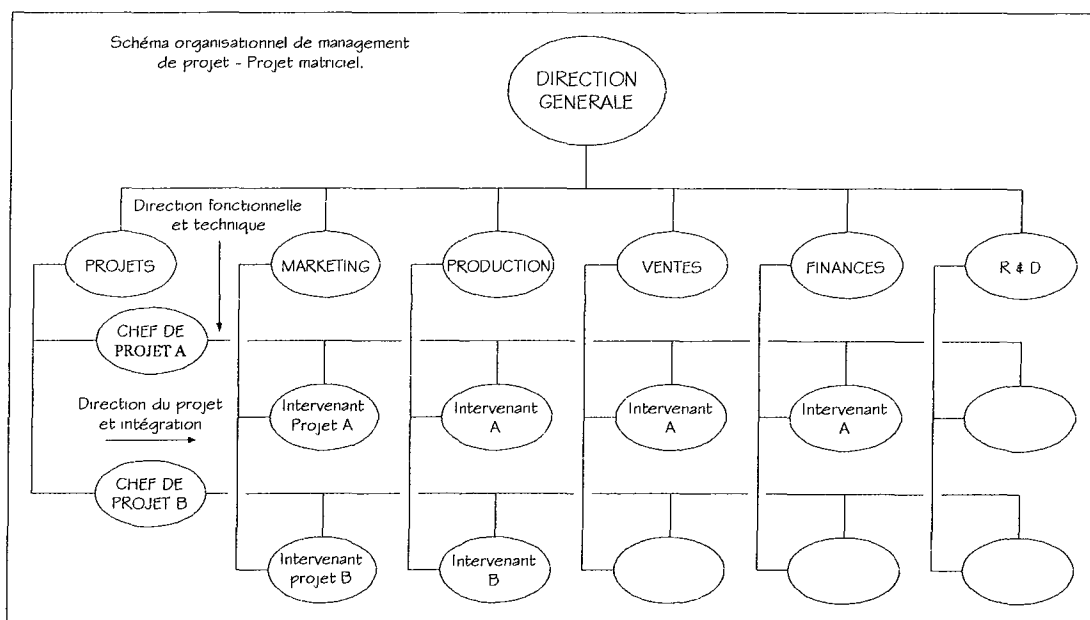 Schéma organisationnel de management
de projet - Projet matriciel.
DIRECTION
GENERALE
Direction fonctionnelle
et technique
PROJETS
MARKETING
PRODUCTION
VENTES
FINANCES
R & D
CHEF DE
PROJET A
Direction du projet
et intégration
Intervenant
Projet A
Intervenant
A
Intervenant
A
Intervenant
A
CHEF DE
PROJET B
Intervenant
projet B
Intervenant
B